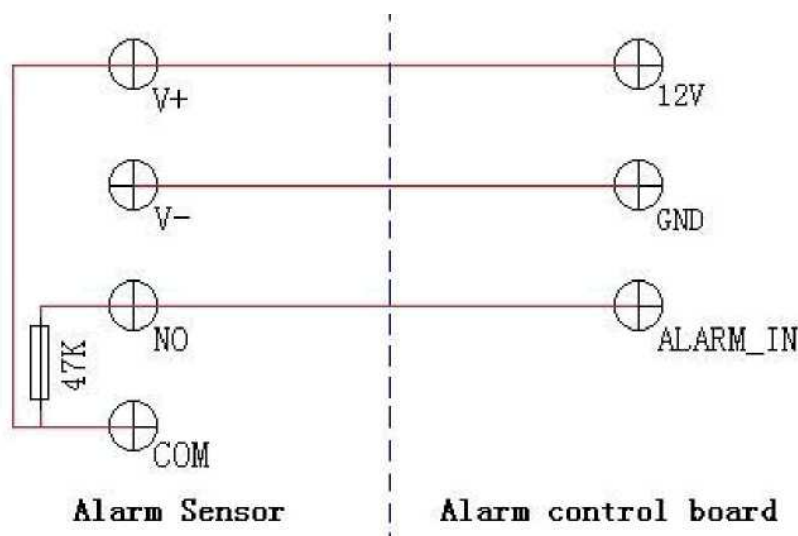 V+
12V
V-
GND
NO
ALARM_IN
47K
COM
Alarm Sensor
Alarm control board